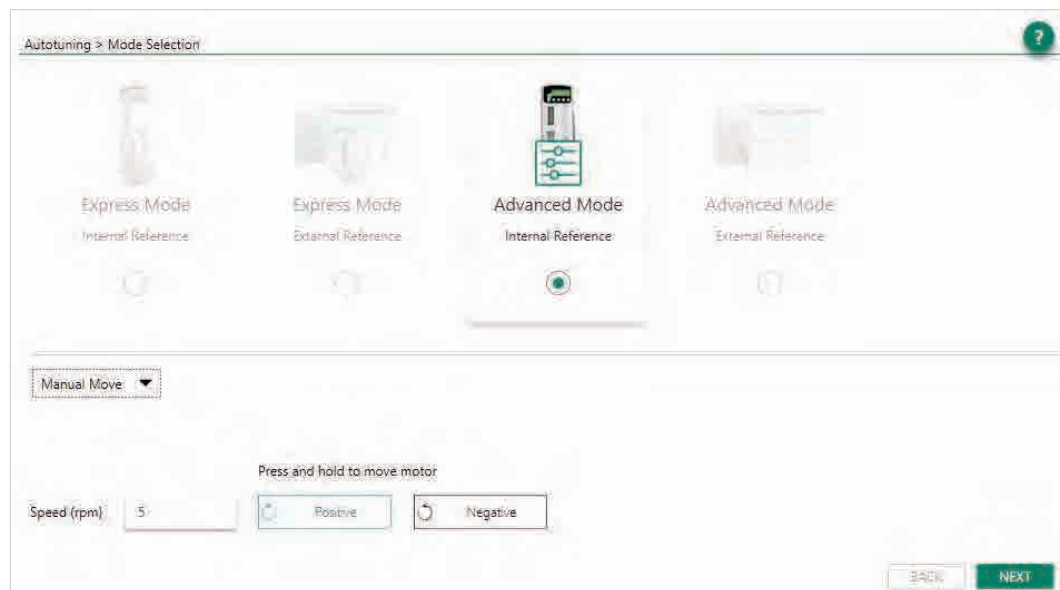 Autotuning > Mode Selection
?
Express Mode
Internal Reference
Express Mode
External Reference
Advanced Mode
Internal Reference
Advanced Mode
External Reference
Manual Move
Press and hold to move motor
Speed (rpm) 5 Positive Negative
BACK NEXT